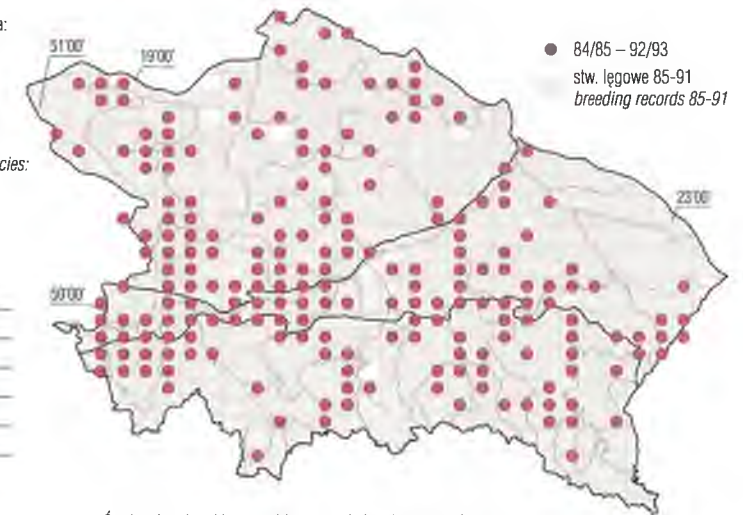 a:
51°00'
19°00'
84/85 – 92/93
stw. lęgowe 85-91
breeding records 85-91
cies:
23°00'
50°00'